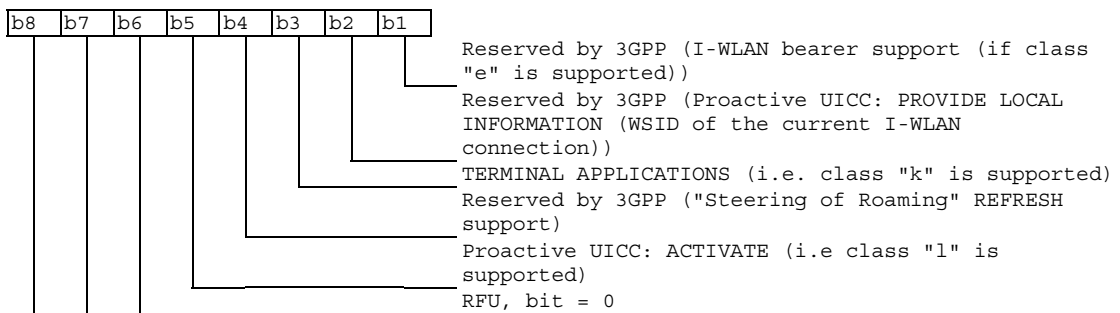 b8 b7 b6 b5 b4 b3 b2 b1
Reserved by 3GPP (I-WLAN bearer support (if class
"e" is supported))
Reserved by 3GPP (Proactive UICC: PROVIDE LOCAL
INFORMATION (WSID of the current I-WLAN
connection))
TERMINAL APPLICATIONS (i.e. class "k" is supported)
Reserved by 3GPP ("Steering of Roaming" REFRESH
support)
Proactive UICC: ACTIVATE (i.e class "l" is
supported)
RFU, bit = 0